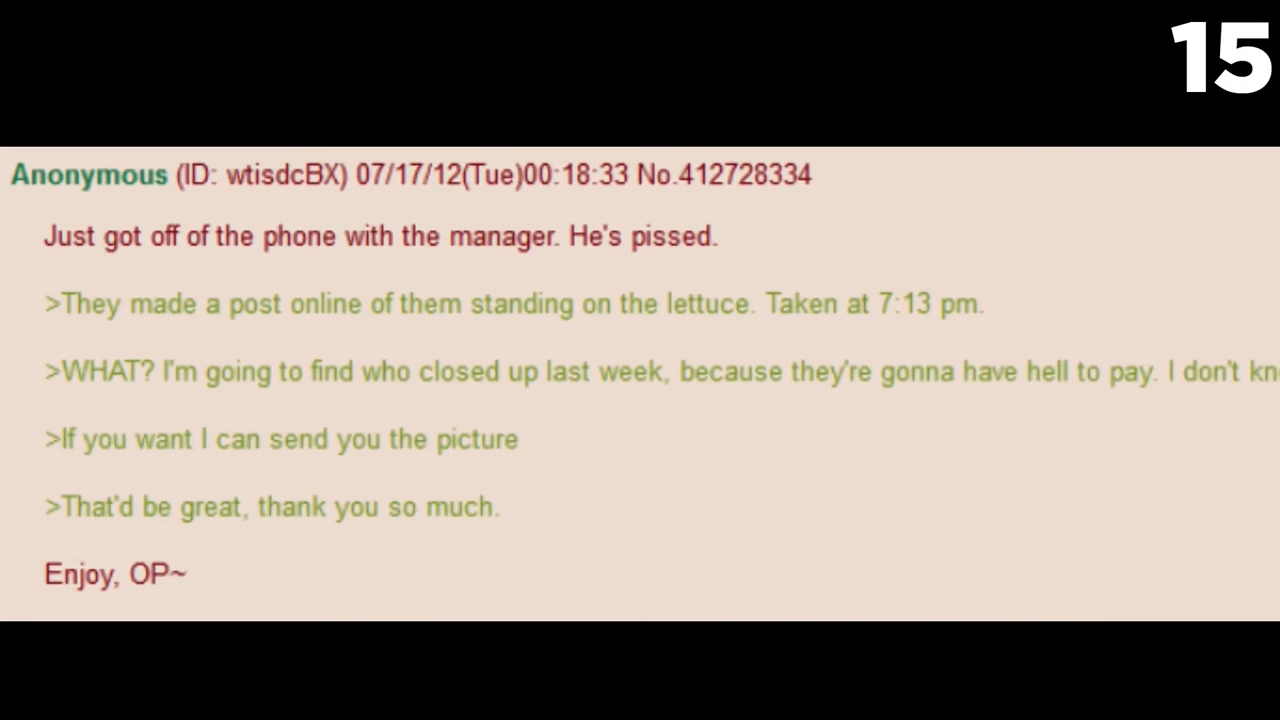 15
Anonymous (ID: wtisdcBX) 07/17/12(Tue)00:18:33 No.412728334
Just got off of the phone with the manager. He's pissed.
>They made a post online of them standing on the lettuce. Taken at 7:13 pm.
>WHAT? I'm going to find who closed up last week, because they're gonna have hell to pay. I don't kn
>If you want I can send you the picture
>That'd be great, thank you so much.
Enjoy, OP~